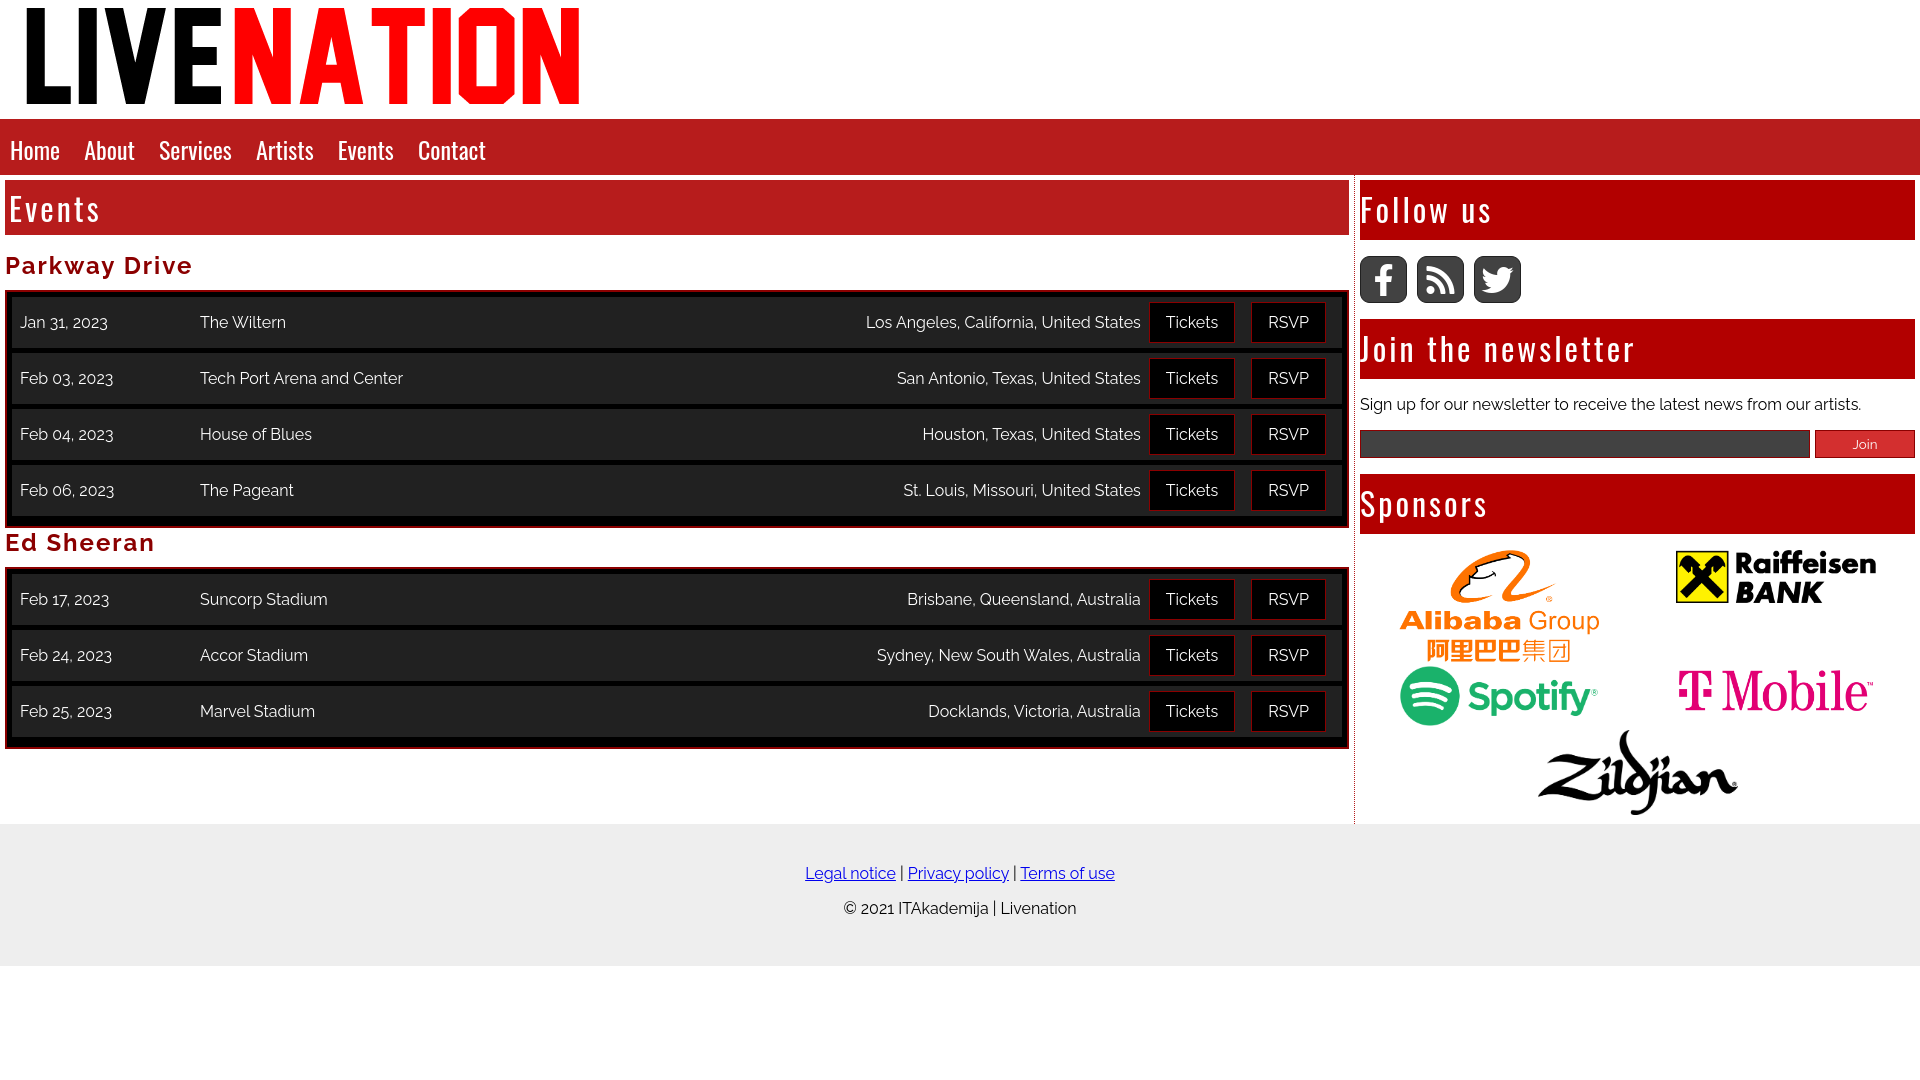 LIVENATION
Home About Services Artists Events Contact
Events
Parkway Drive
Jan 31, 2023 The Wiltern Los Angeles, California, United States Tickets RSVP
Feb 03, 2023 Tech Port Arena and Center San Antonio, Texas, United States Tickets RSVP
Feb 04, 2023 House of Blues Houston, Texas, United States Tickets RSVP
Feb 06, 2023 The Pageant St. Louis, Missouri, United States Tickets RSVP
Ed Sheeran
Feb 17, 2023 Suncorp Stadium Brisbane, Queensland, Australia Tickets RSVP
Feb 24, 2023 Accor Stadium Sydney, New South Wales, Australia Tickets RSVP
Feb 25, 2023 Marvel Stadium Docklands, Victoria, Australia Tickets RSVP
Follow us
Join the newsletter
Sign up for our newsletter to receive the latest news from our artists.
Join
Sponsors
Alibaba Group
阿里巴巴集团
Raiffeisen
BANK
Spotify®
T Mobile™
Zildjian
Legal notice | Privacy policy | Terms of use
© 2021 ITAkademija | Livenation